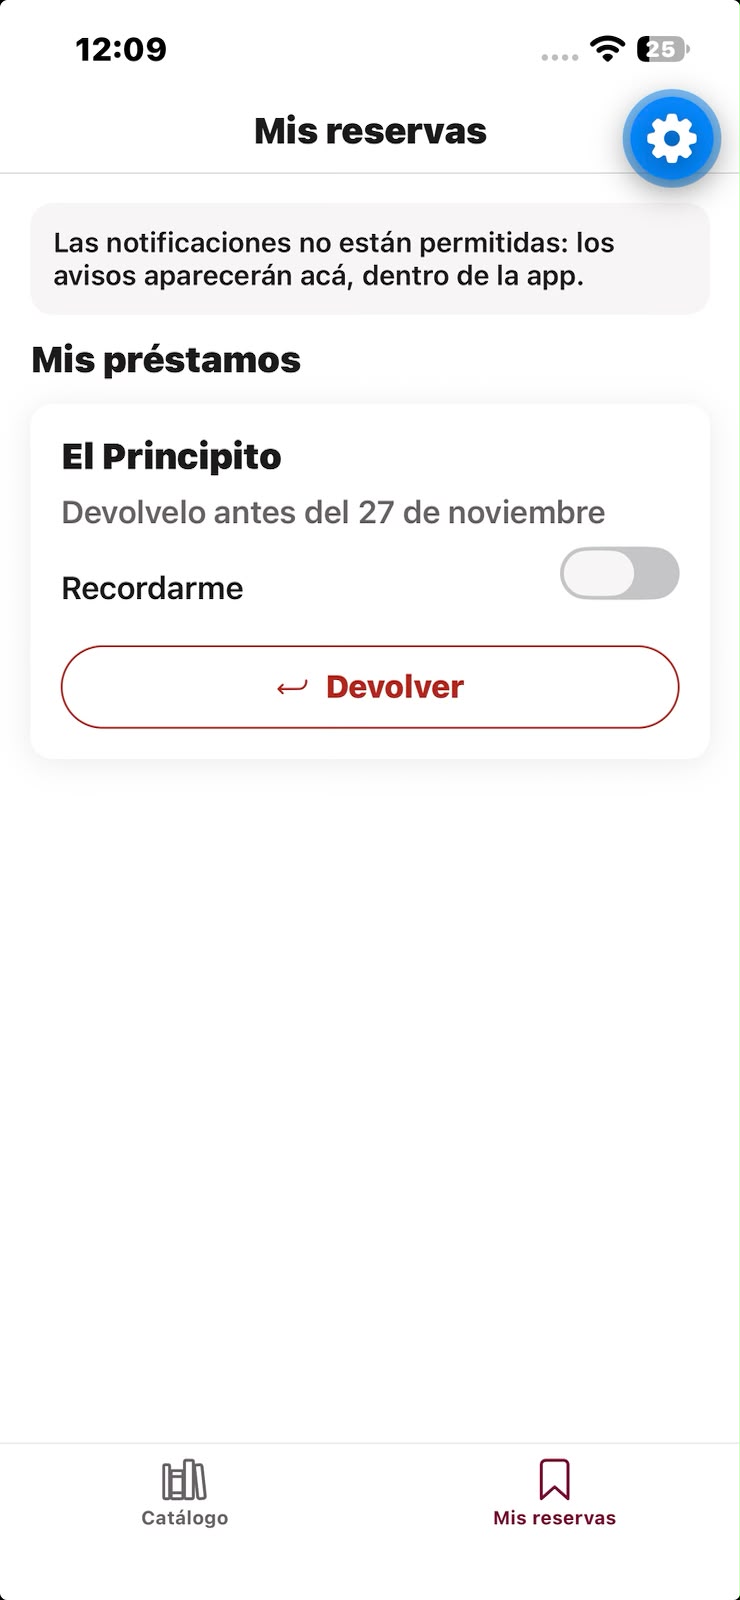 12:09
25
Mis reservas
Las notificaciones no están permitidas: los
avisos aparecerán acá, dentro de la app.
Mis préstamos
El Principito
Devolvelo antes del 27 de noviembre
Recordarme
Devolver
Catálogo
Mis reservas